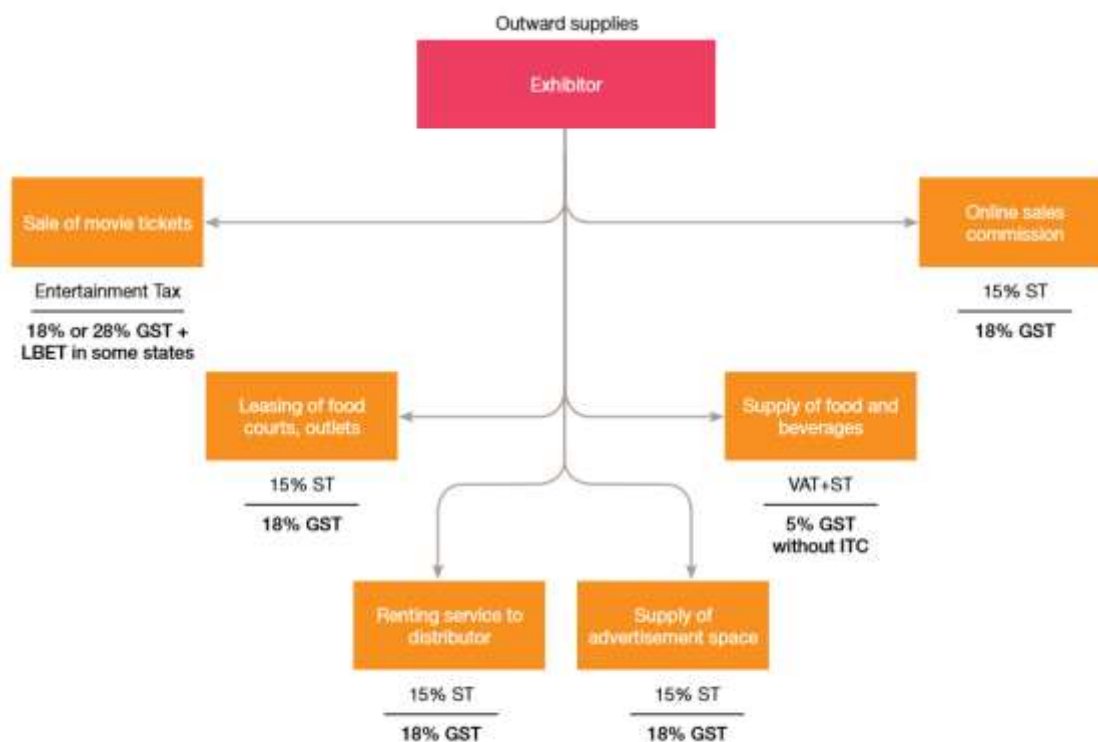 Outward supplies
Exhibitor
Sale of movie tickets
Entertainment Tax
18% or 28% GST +
LBET in some states
Online sales
commission
15% ST
18% GST
Leasing of food
courts, outlets
15% ST
18% GST
Supply of food and
beverages
VAT+ST
5% GST
without ITC
Renting service to
distributor
15% ST
18% GST
Supply of
advertisement space
15% ST
18% GST